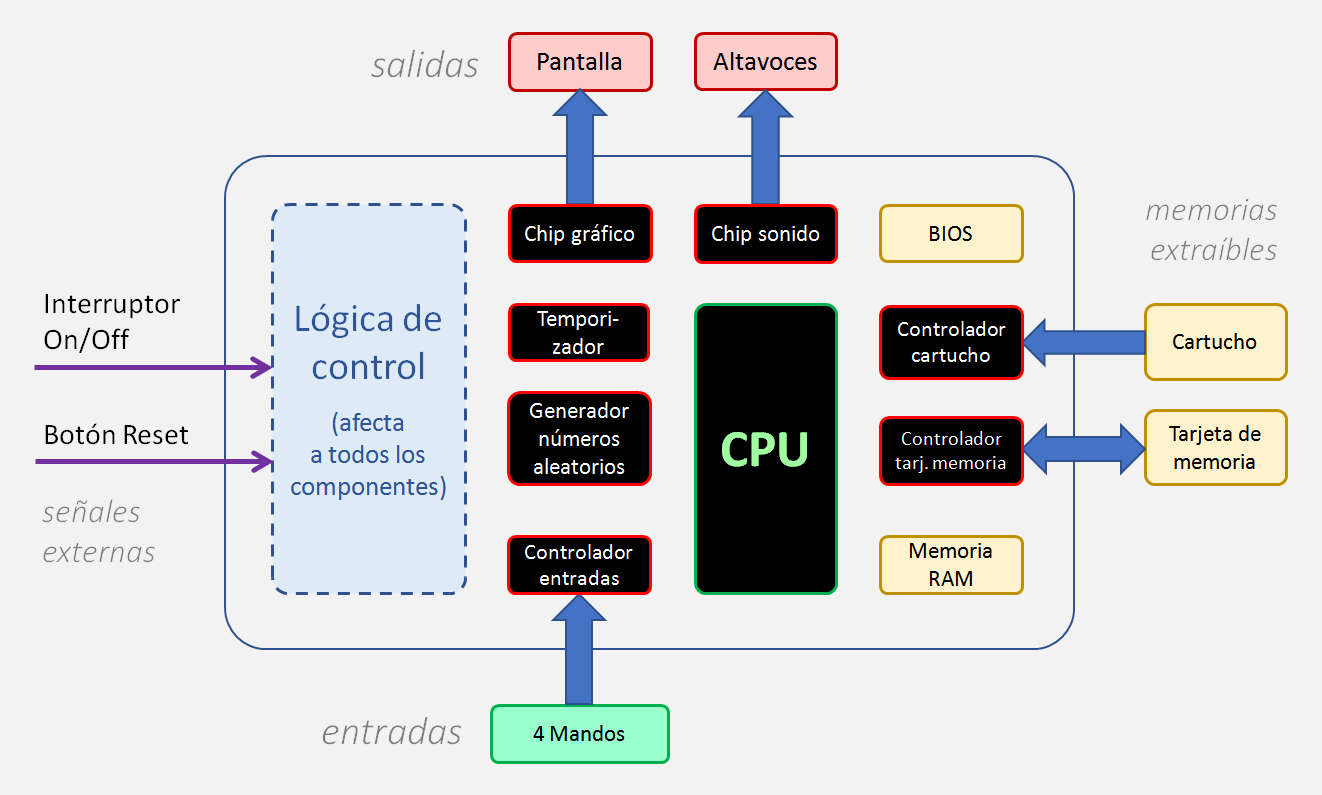 salidas
Pantalla
Altavoces
Chip gráfico
Chip sonido
BIOS
memorias
extraíbles
Interruptor
On/Off
Botón Reset
señales
externas
Lógica de
control
(afecta
a todos los
componentes)
Tempori-
zador
Generador
números
aleatorios
Controlador
entradas
CPU
Controlador
cartucho
Controlador
tarj. memoria
Memoria
RAM
Cartucho
Tarjeta de
memoria
entradas
4 Mandos